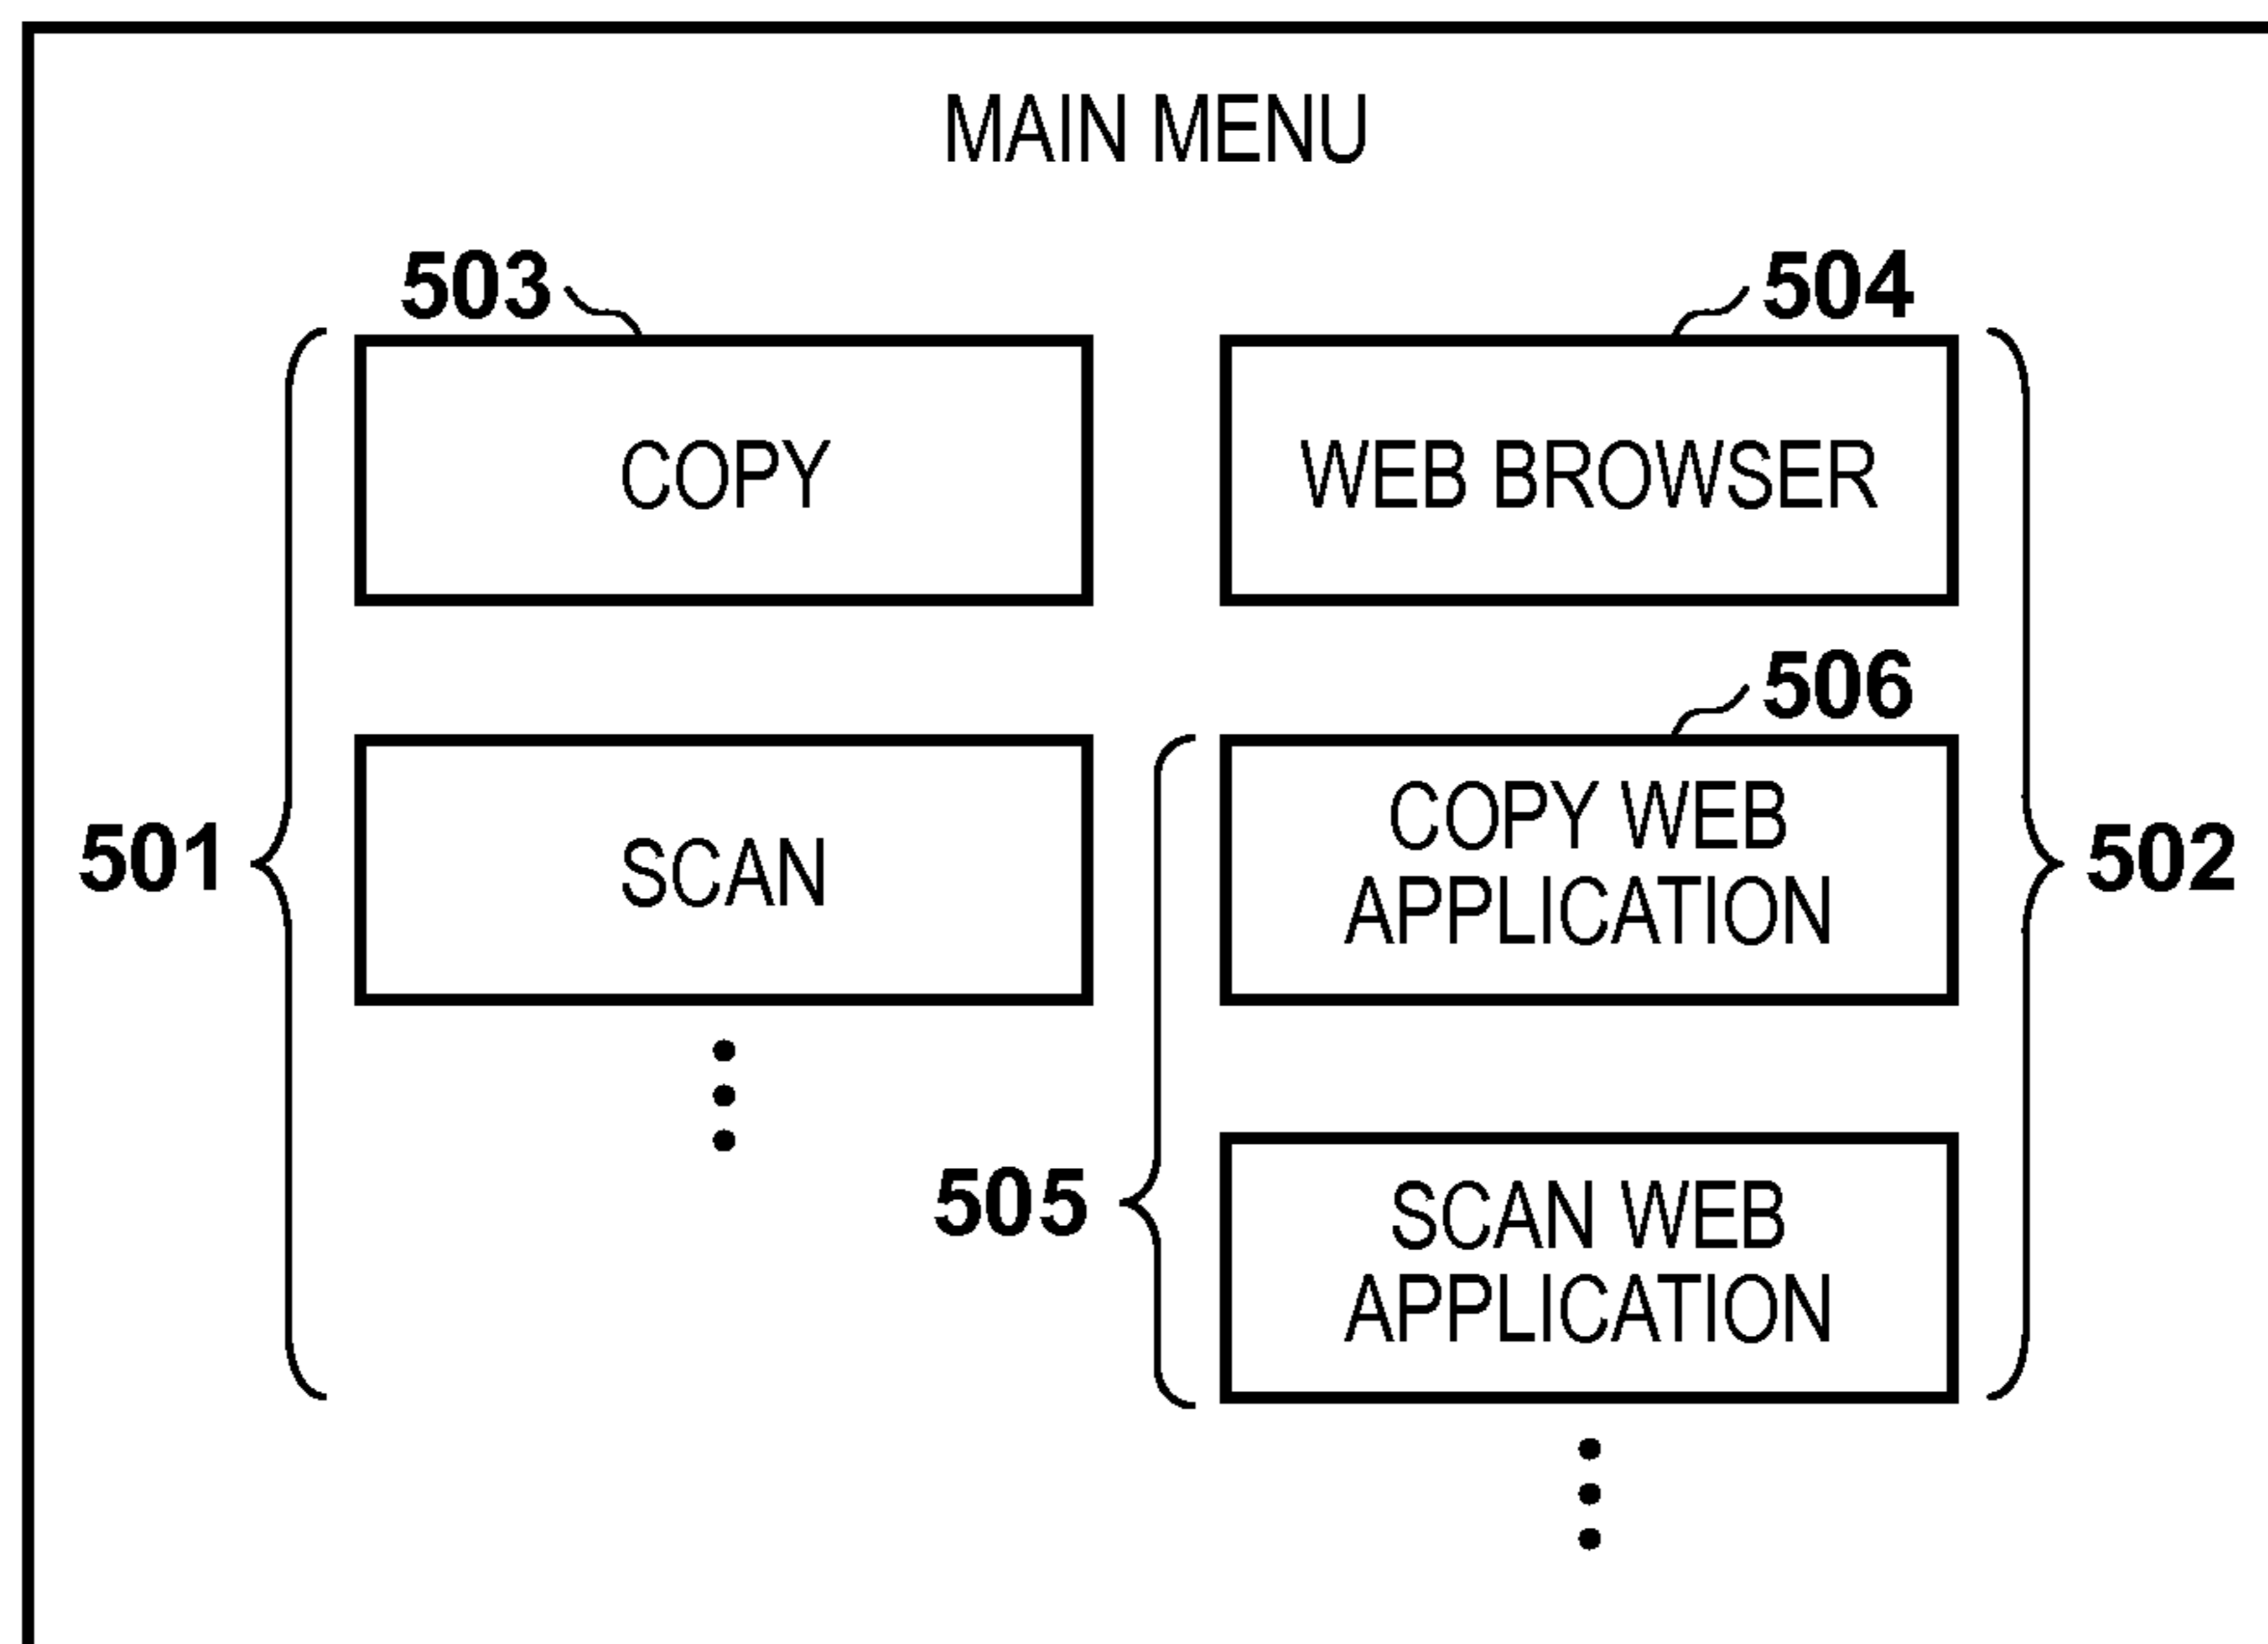 MAIN MENU
503
504
COPY
WEB BROWSER
506
501
SCAN
COPY WEB
APPLICATION
502
505
SCAN WEB
APPLICATION